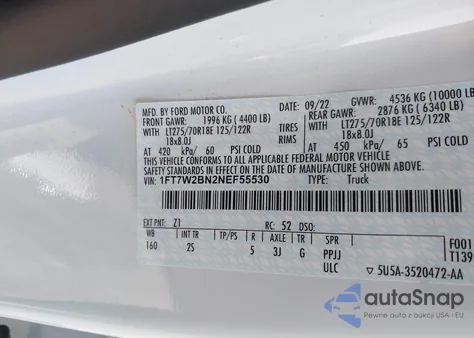 MFD. BY FORD MOTOR CO. 09/22 GVWR: 4536 KG (10000 LB)
FRONT GAWR: 1996 KG ( 4400 LB) REAR GAWR: 2876 KG ( 6340 LB)
WITH LT275/70R18E 125/122R TIRES WITH LT275/70R18E 125/122R
18x8.0J RIMS 18x8.0J
AT 420 kPa/ 60 PSI COLD AT 450 kPa/ 65 PSI COLD
THIS VEHICLE CONFORMS TO ALL APPLICABLE FEDERAL MOTOR VEHICLE
SAFETY STANDARDS IN EFFECT ON THE DATE OF MANUFACTURE SHOWN ABOVE.
VIN: 1FT7W2BN2NEF55530 TYPE: Truck
EXT PNT: Z1 RC: 52 DSO: F001
WB INT TR TP/PS R AXLE TR SPR T139
160 2S 5 3J G PPJJ
ULC 5U5A-3520472-AA
autoSnap
Pewne auto z aukcji w USA i EU